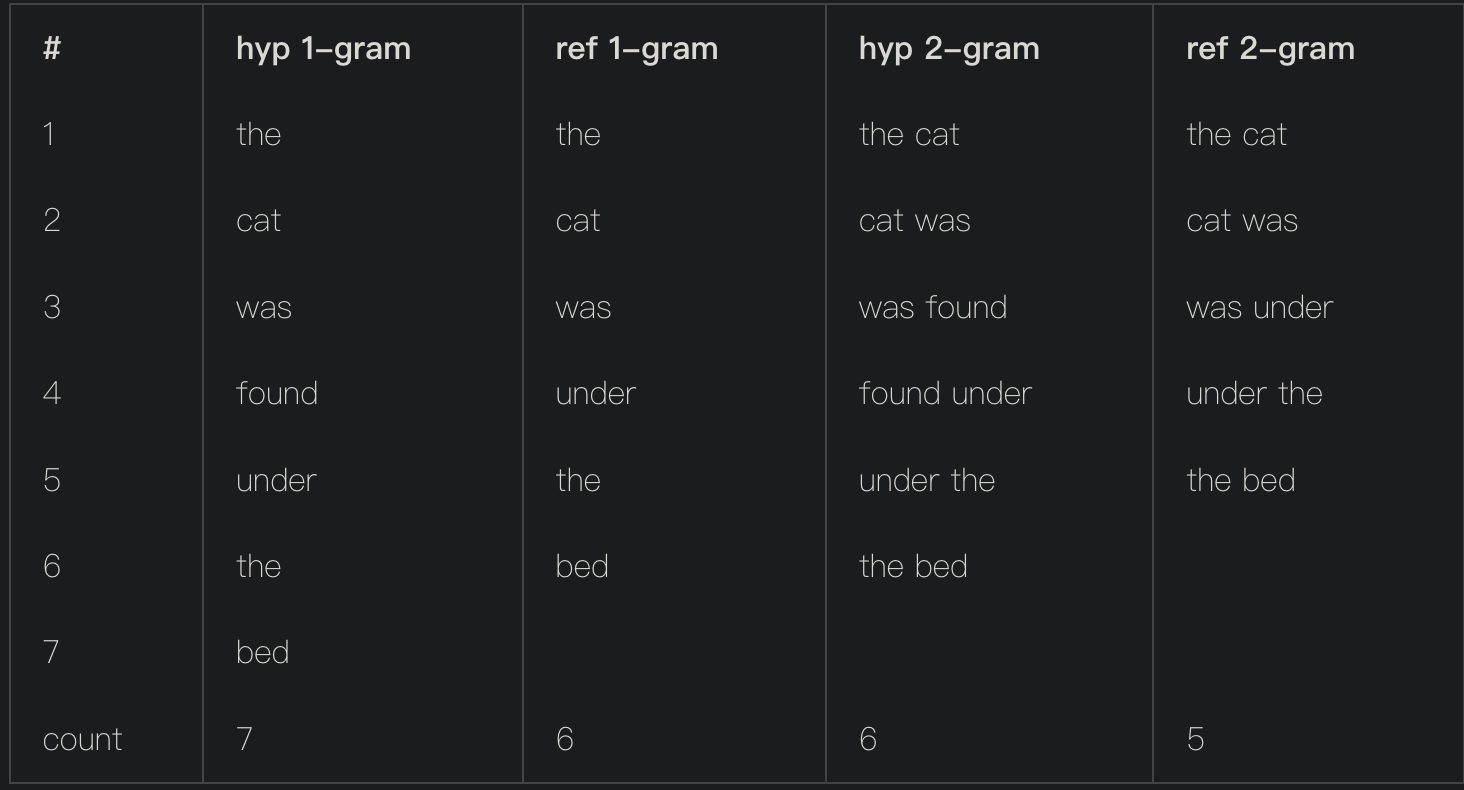 # hyp 1–gram ref 1–gram hyp 2–gram ref 2–gram
1 the the the cat the cat
2 cat cat cat was cat was
3 was was was found was under
4 found under found under under the
5 under the under the the bed
6 the bed the bed
7 bed
count 7 6 6 5